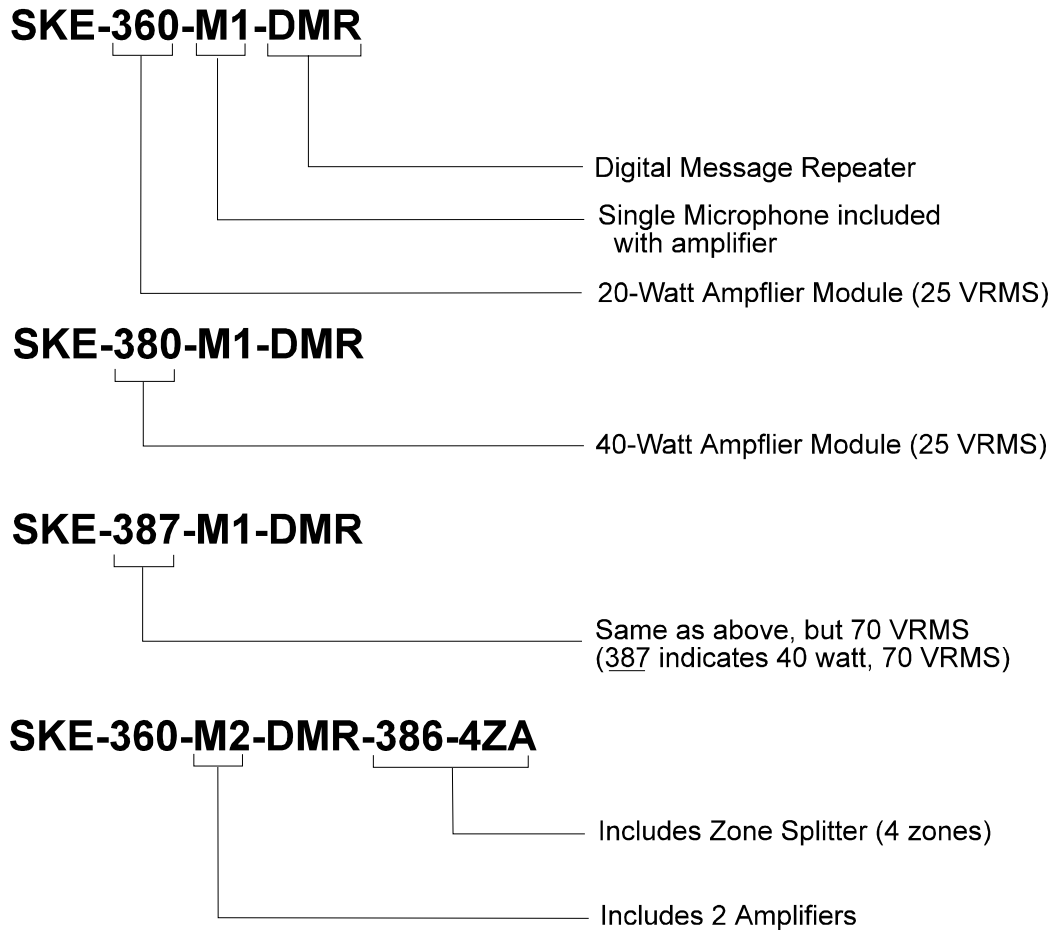 SKE-360-M1-DMR
Digital Message Repeater
Single Microphone included
with amplifier
20-Watt Ampflier Module (25 VRMS)
SKE-380-M1-DMR
40-Watt Ampflier Module (25 VRMS)
SKE-387-M1-DMR
Same as above, but 70 VRMS
(387 indicates 40 watt, 70 VRMS)
SKE-360-M2-DMR-386-4ZA
Includes Zone Splitter (4 zones)
Includes 2 Amplifiers